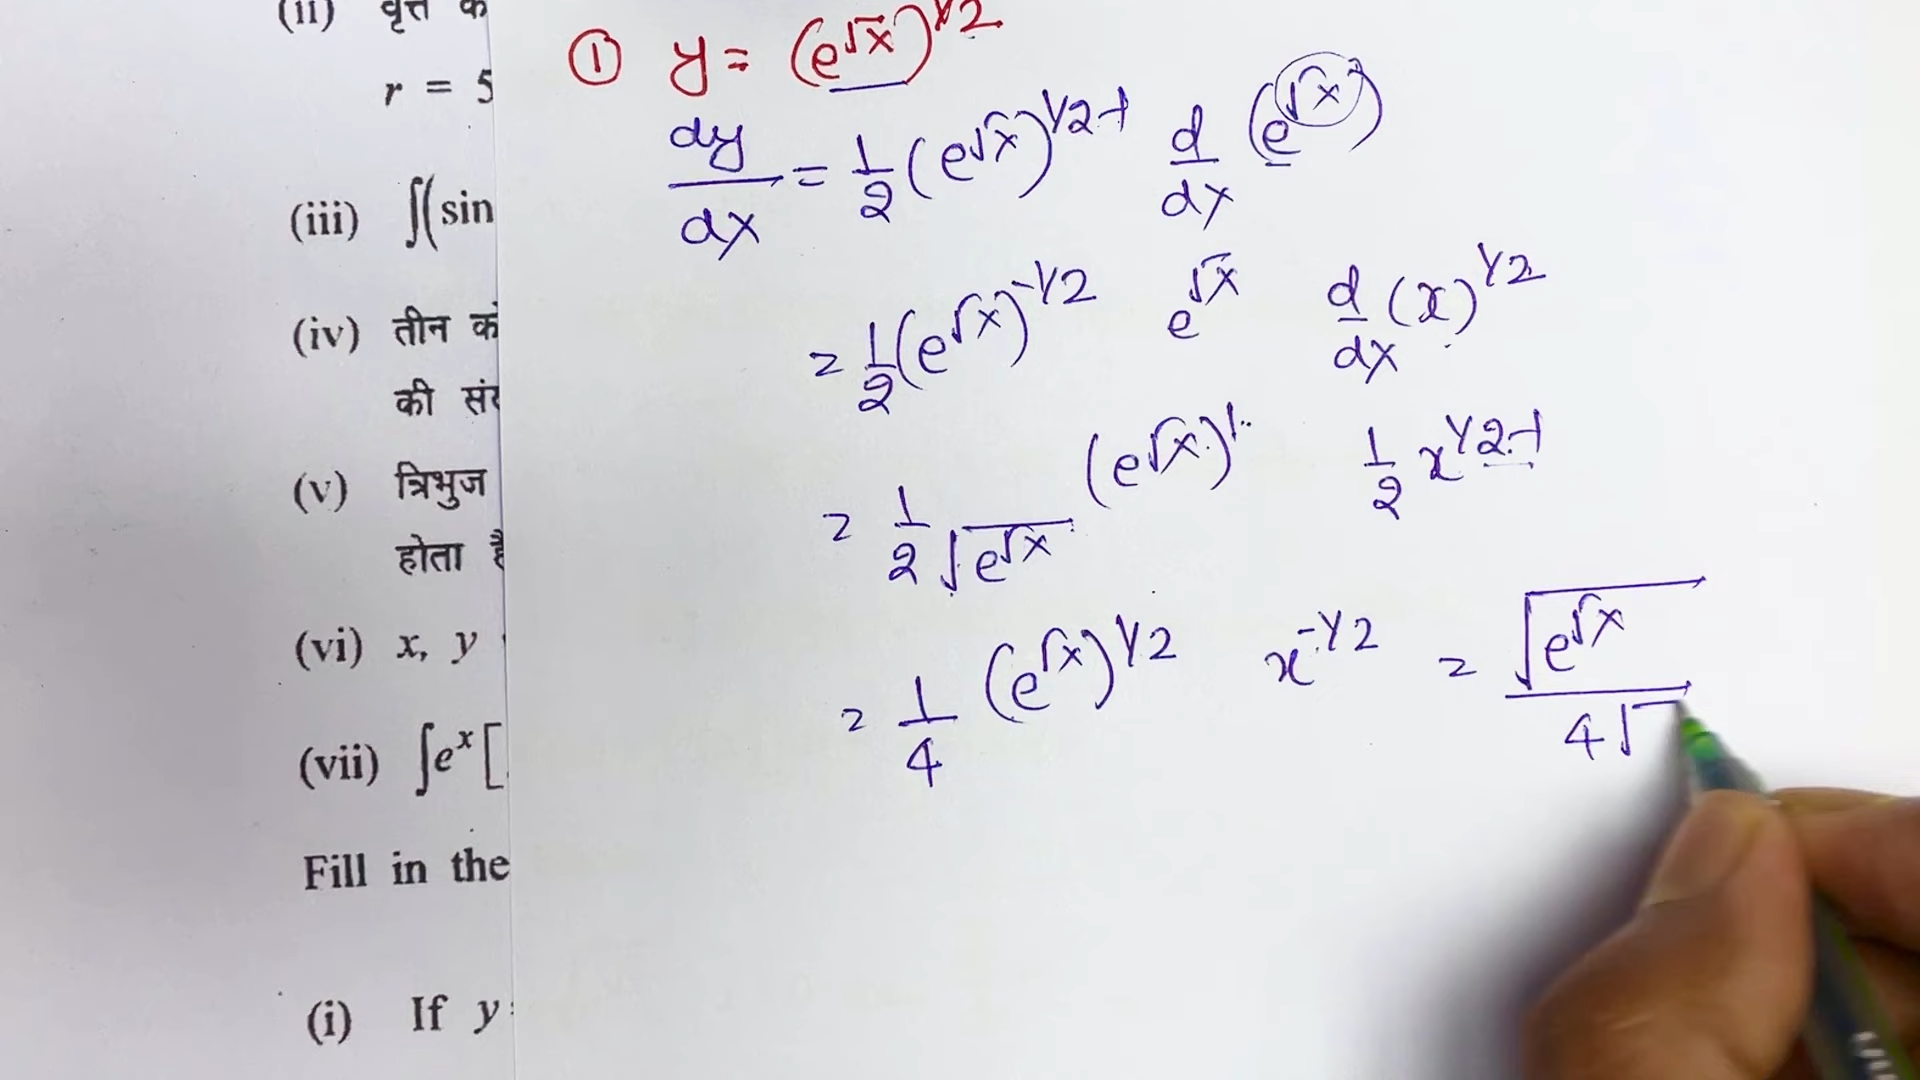 (ii) वृत्त
r = 5
(iii) ∫(sin
(iv) तीन
की
(v) त्रिभुज
होता
(vi) x, y
(vii) ∫eˣ [
Fill in the
(i) If y
① y = (e^√x)^1/2
dy/dx = 1/2 (e^√x)^1/2-1 d/dx (e^√x)
= 1/2 (e^√x)^-1/2 e^√x d/dx (x)^1/2
= 1/2√e^√x (e^√x)^1 1/2 x^1/2-1
= 1/4 (e^√x)^1/2 x^-1/2 = √e^√x / 4√